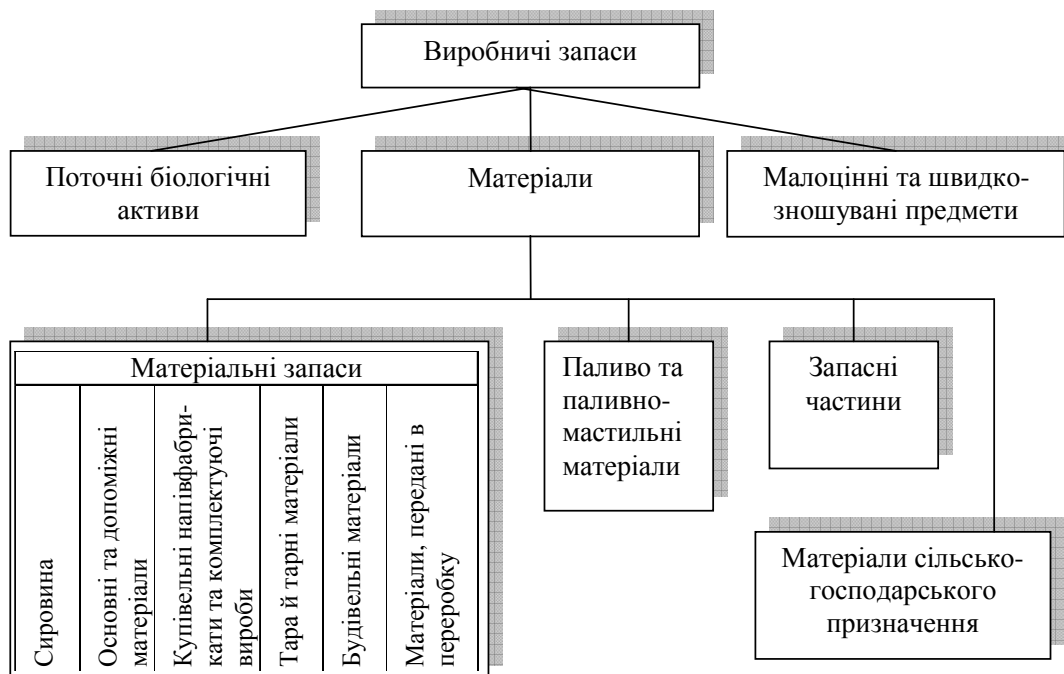 Виробничі запаси
Поточні біологічні
активи
Матеріали
Малоцінні та швидко-
зношувані предмети
Матеріальні запаси
Сировина
Основні та допоміжні
матеріали
Купівельні напівфабри-
кати та комплектуючі
вироби
Тара й тарні матеріали
Будівельні матеріали
Матеріали, передані в
переробку
Паливо та
паливно-
мастильні
матеріали
Запасні
частини
Матеріали сільсько-
господарського
призначення